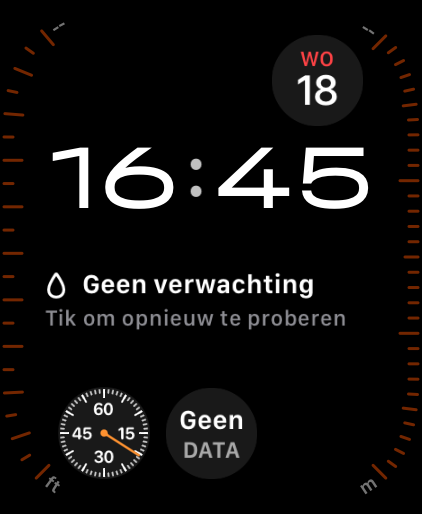 --
--
WO
18
16:45
Geen verwachting
Tik om opnieuw te proberen
60
45 15
30
Geen
DATA
ft
m